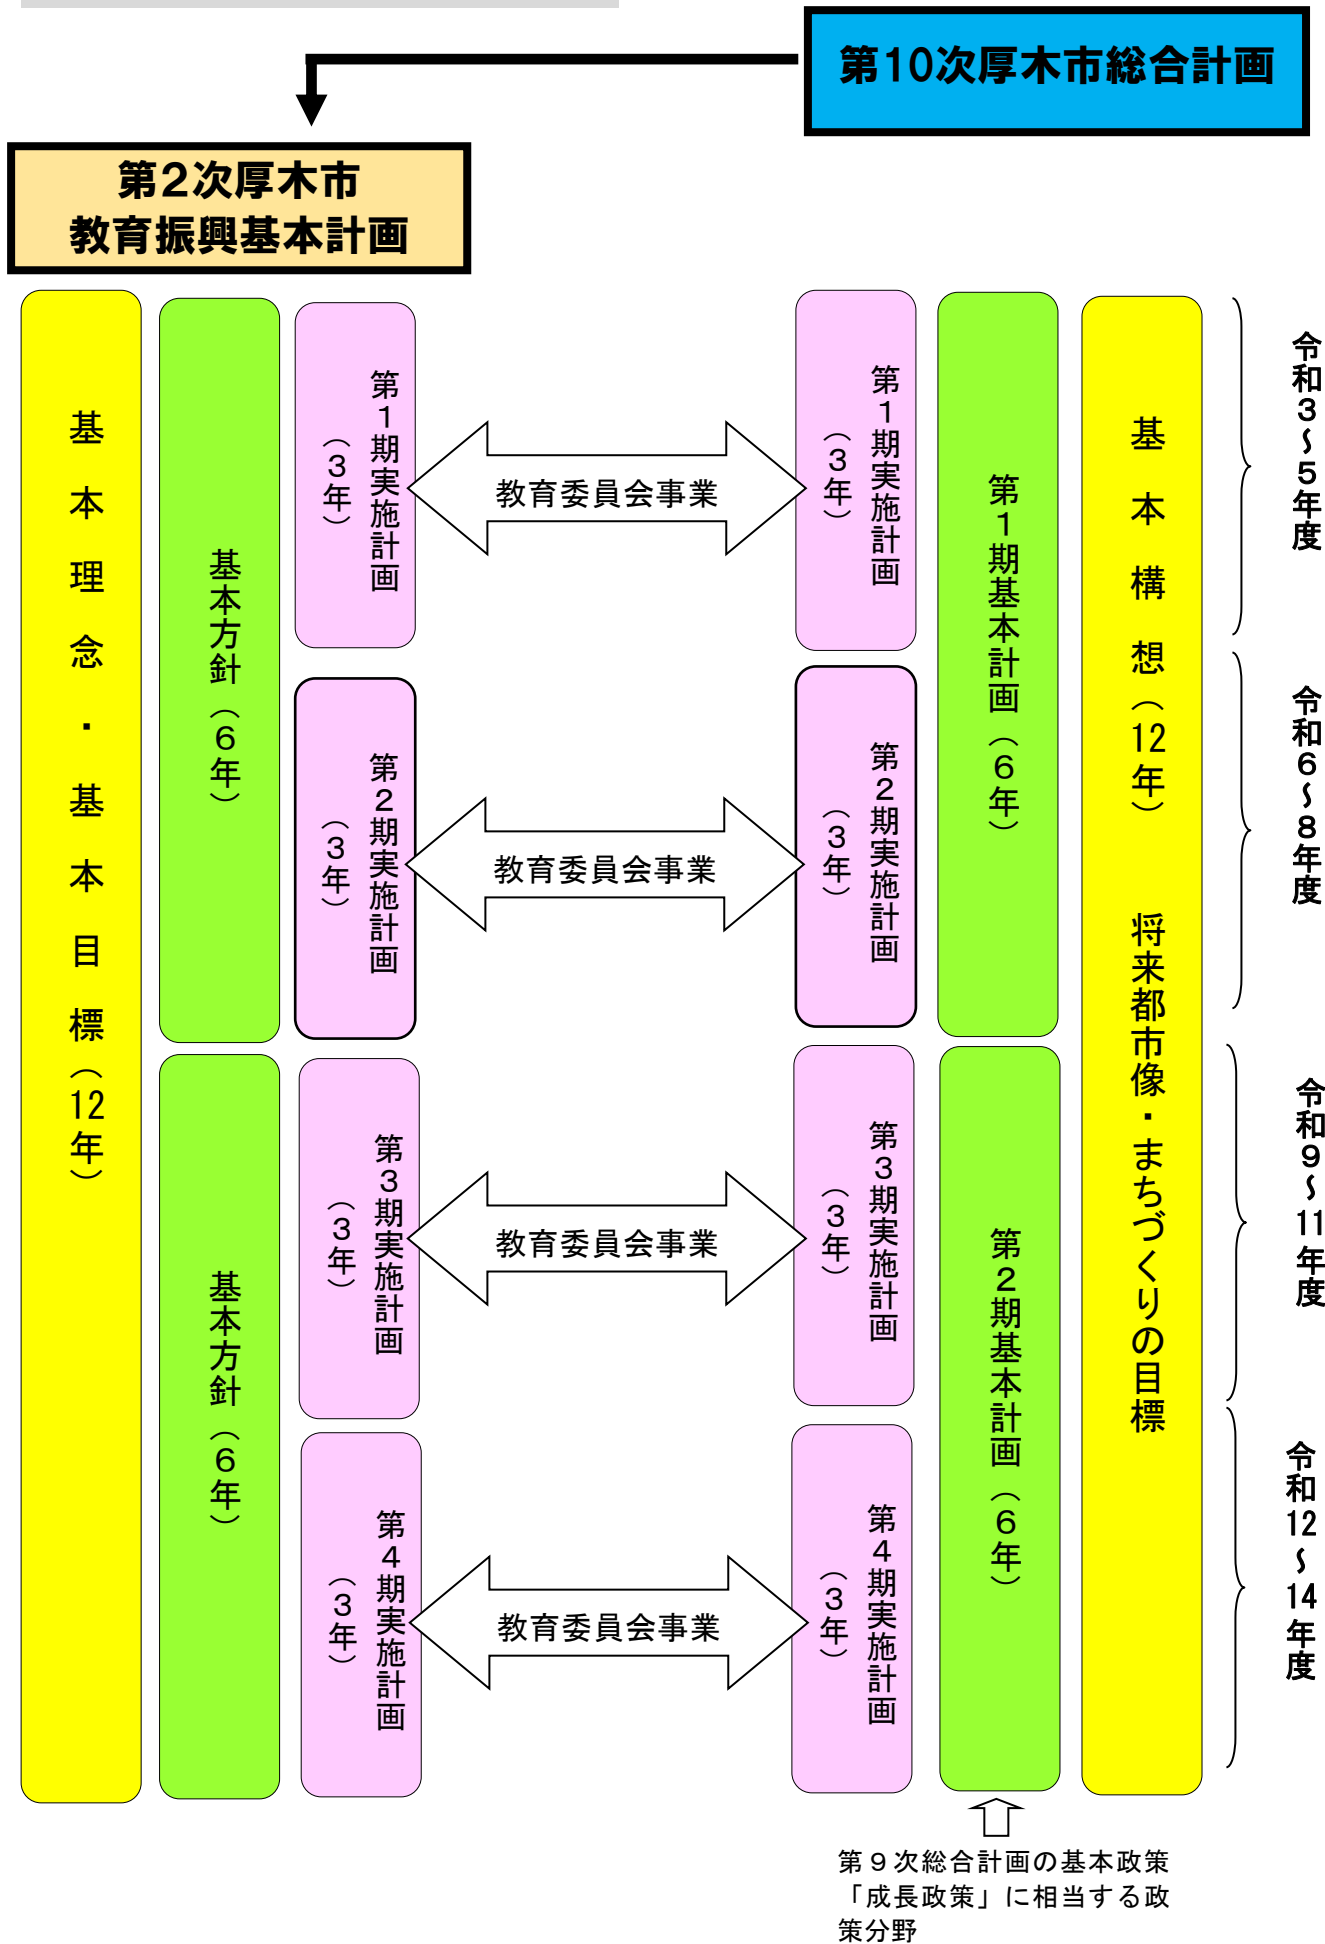 第10次厚木市総合計画
第2次厚木市
教育振興基本計画
基本理念・基本目標（12年）
基本方針（６年）
基本方針（６年）
第１期実施計画
（３年）
教育委員会事業
第１期実施計画
（３年）
第２期実施計画
（３年）
教育委員会事業
第２期実施計画
（３年）
第３期実施計画
（３年）
教育委員会事業
第３期実施計画
（３年）
第４期実施計画
（３年）
教育委員会事業
第４期実施計画
（３年）
第１期基本計画（６年）
第２期基本計画（６年）
基本構想（12年）　将来都市像・まちづくりの目標
令和３～５年度
令和６～８年度
令和９～11年度
令和12～14年度
第９次総合計画の基本政策
「成長政策」に相当する政
策分野